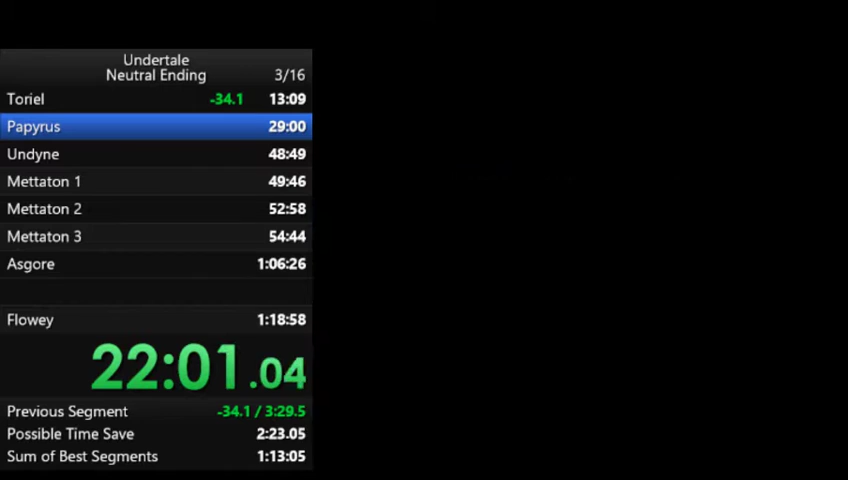 Undertale
Neutral Ending 3/16
Toriel -34.1 13:09
Papyrus 29:00
Undyne 48:49
Mettaton 1 49:46
Mettaton 2 52:58
Mettaton 3 54:44
Asgore 1:06:26
Flowey 1:18:58
22:01.04
Previous Segment -34.1 / 3:29.5
Possible Time Save 2:23.05
Sum of Best Segments 1:13:05